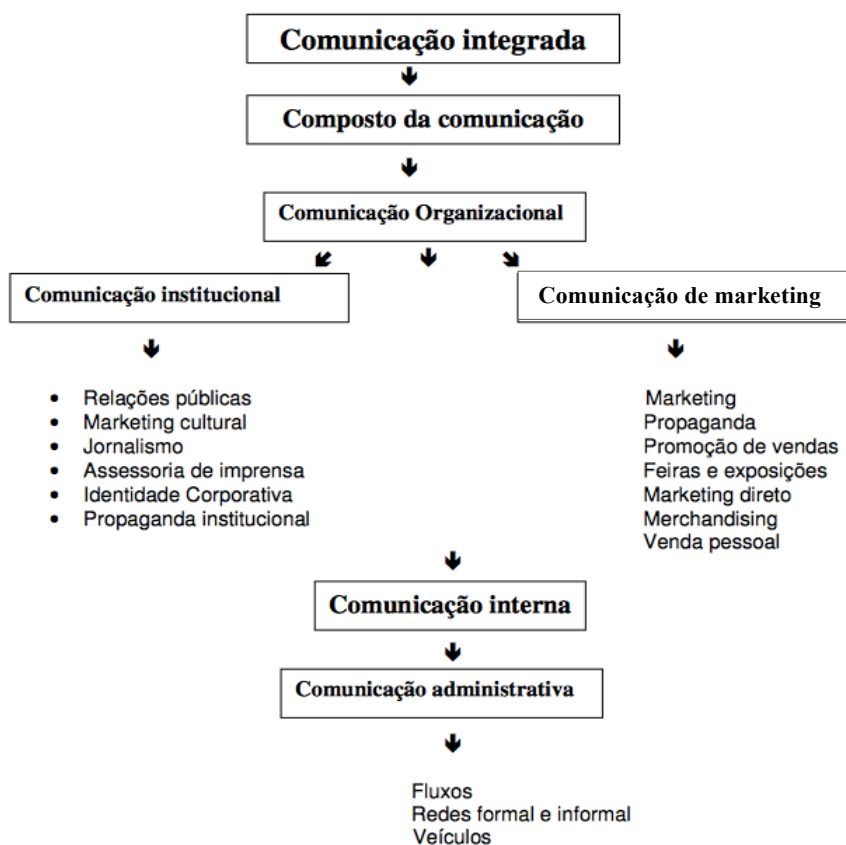 Comunicação integrada
Composto da comunicação
Comunicação Organizacional
Comunicação institucional
Comunicação de marketing
• Relações públicas
• Marketing cultural
• Jornalismo
• Assessoria de imprensa
• Identidade Corporativa
• Propaganda institucional
Marketing
Propaganda
Promoção de vendas
Feiras e exposições
Marketing direto
Merchandising
Venda pessoal
Comunicação interna
Comunicação administrativa
Fluxos
Redes formal e informal
Veículos